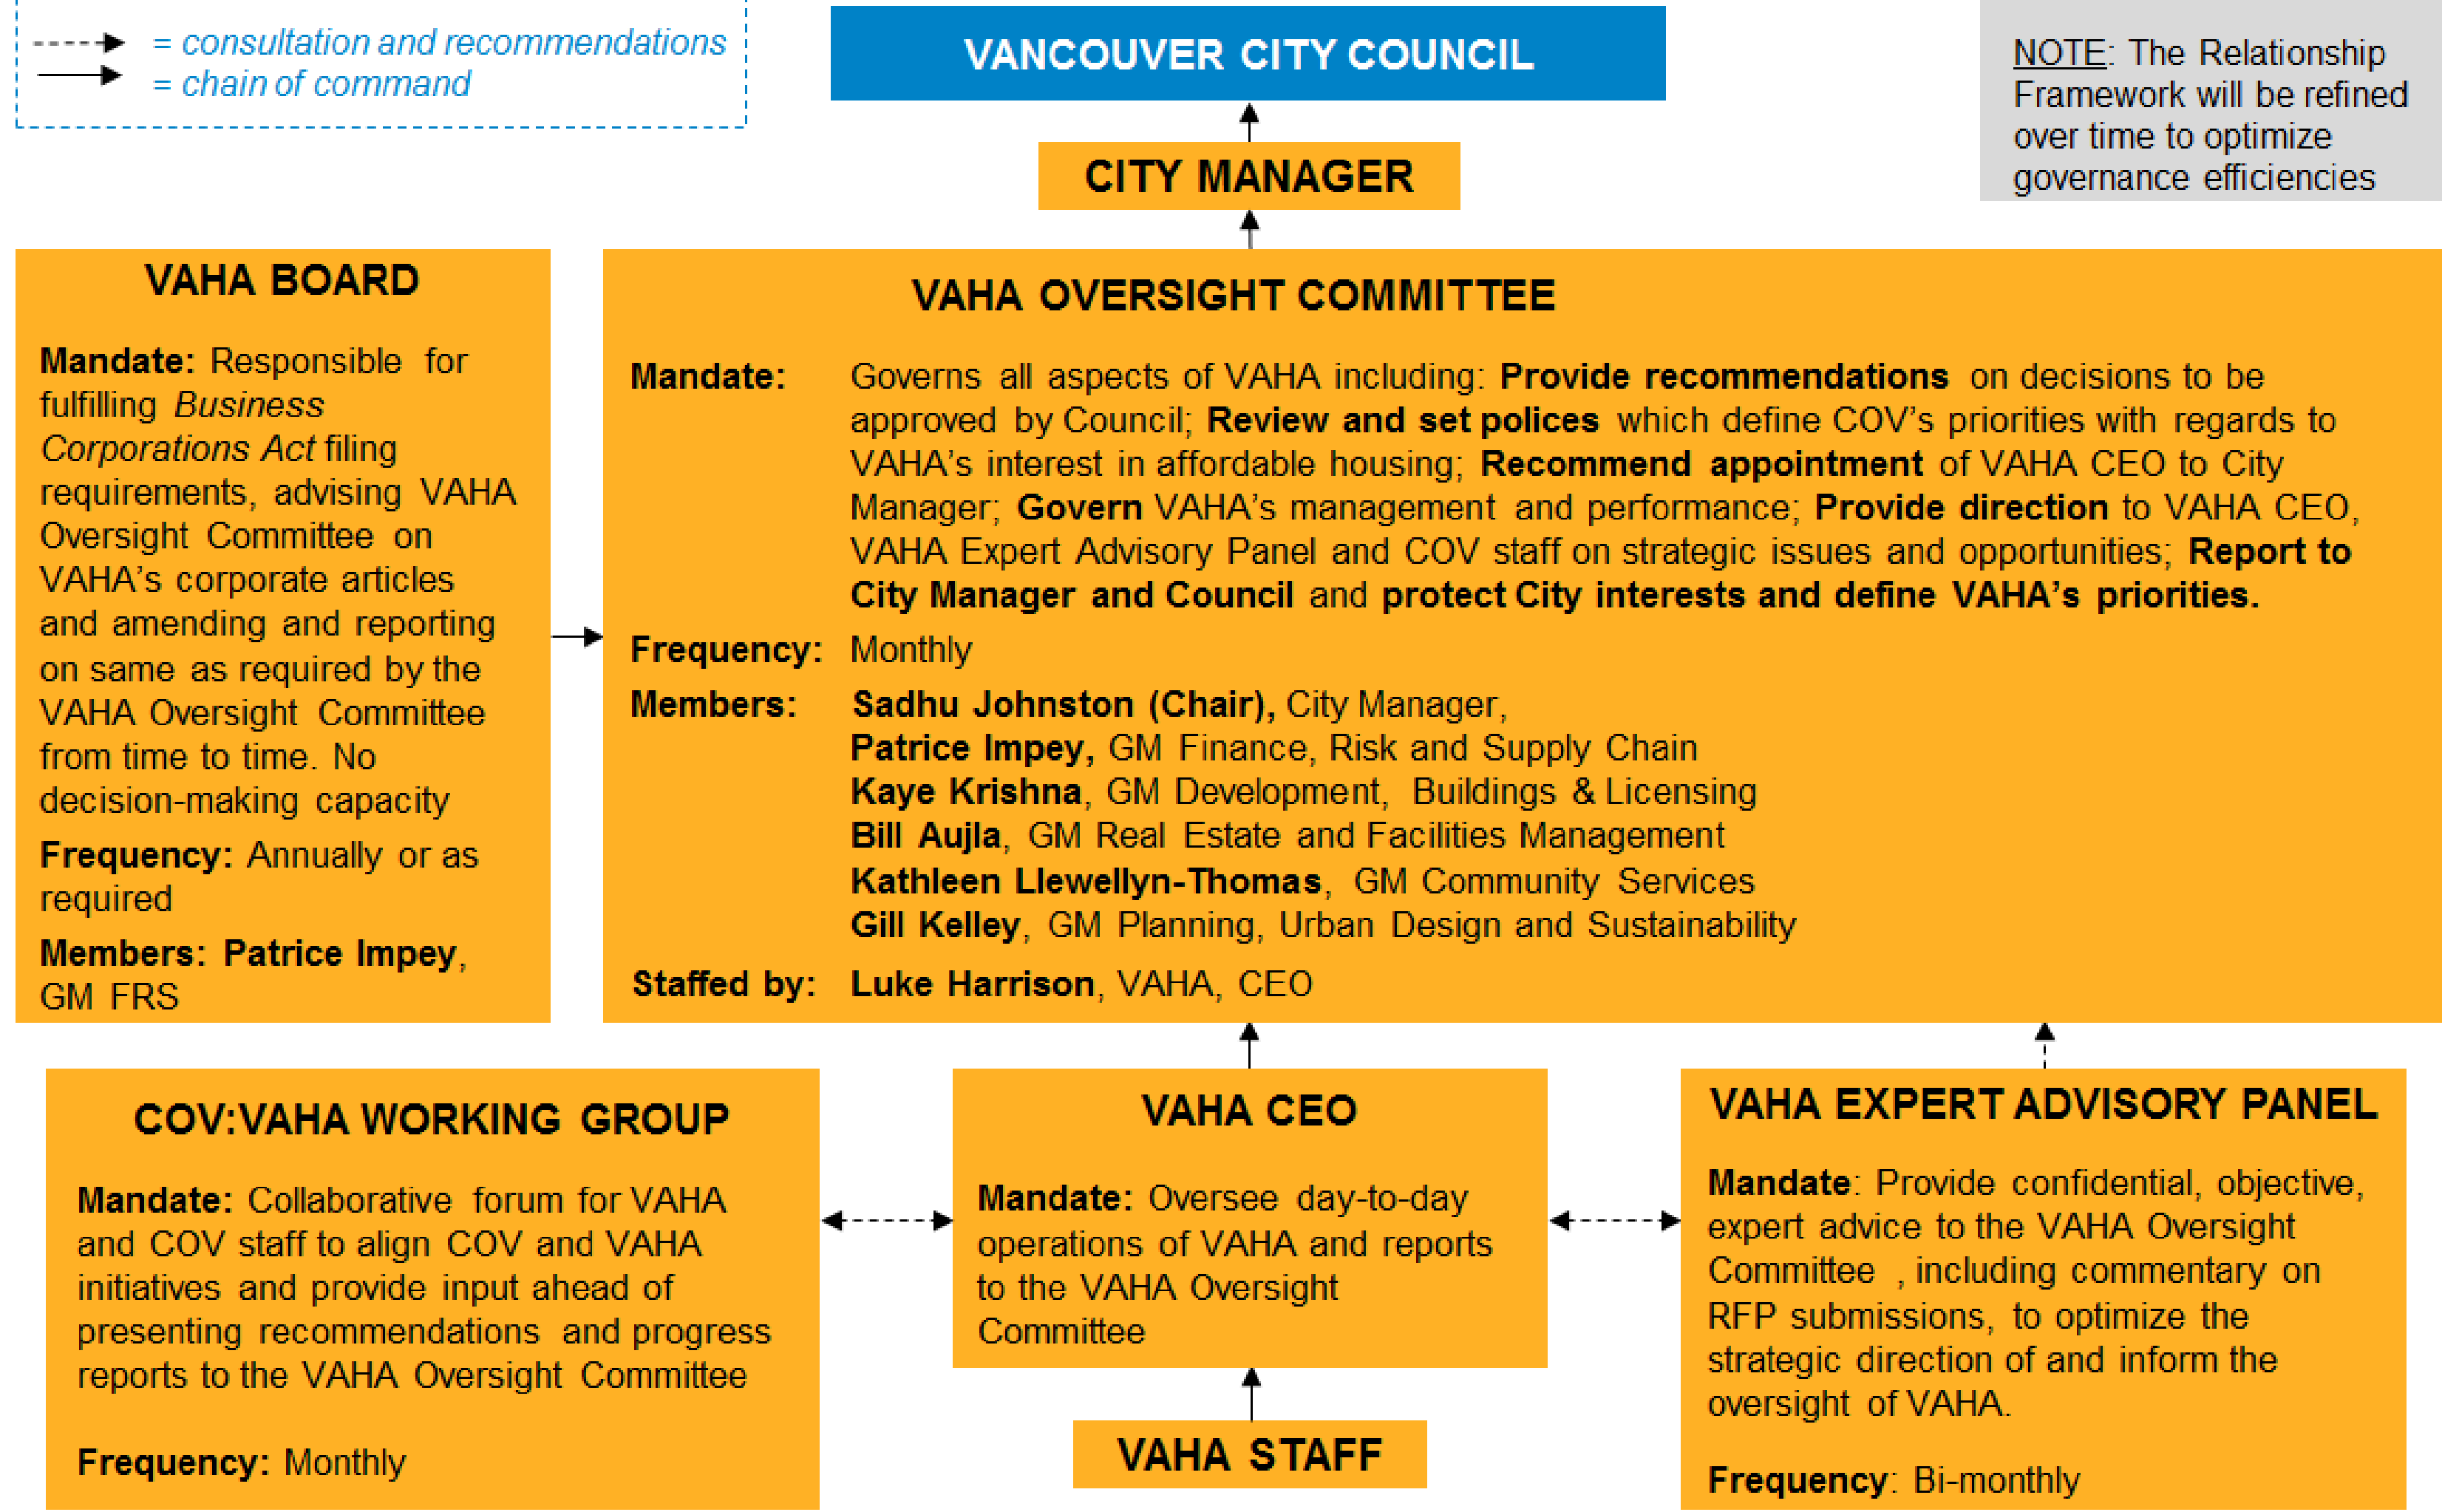 = consultation and recommendations
= chain of command
VANCOUVER CITY COUNCIL
NOTE: The Relationship
Framework will be refined
over time to optimize
governance efficiencies
CITY MANAGER
VAHA BOARD
Mandate: Responsible for
fulfilling Business
Corporations Act filing
requirements, advising VAHA
Oversight Committee on
VAHA's corporate articles
and amending and reporting
on same as required by the
VAHA Oversight Committee
from time to time. No
decision-making capacity
Frequency: Annually or as
required
Members: Patrice Impey,
GM FRS
VAHA OVERSIGHT COMMITTEE
Mandate: Governs all aspects of VAHA including: Provide recommendations on decisions to be
approved by Council; Review and set polices which define COV's priorities with regards to
VAHA's interest in affordable housing; Recommend appointment of VAHA CEO to City
Manager; Govern VAHA's management and performance; Provide direction to VAHA CEO,
VAHA Expert Advisory Panel and COV staff on strategic issues and opportunities; Report to
City Manager and Council and protect City interests and define VAHA's priorities.
Frequency: Monthly
Members: Sadhu Johnston (Chair), City Manager,
Patrice Impey, GM Finance, Risk and Supply Chain
Kaye Krishna, GM Development, Buildings & Licensing
Bill Aujla, GM Real Estate and Facilities Management
Kathleen Llewellyn-Thomas, GM Community Services
Gill Kelley, GM Planning, Urban Design and Sustainability
Staffed by: Luke Harrison, VAHA, CEO
COV:VAHA WORKING GROUP
Mandate: Collaborative forum for VAHA
and COV staff to align COV and VAHA
initiatives and provide input ahead of
presenting recommendations and progress
reports to the VAHA Oversight Committee
Frequency: Monthly
VAHA CEO
Mandate: Oversee day-to-day
operations of VAHA and reports
to the VAHA Oversight
Committee
VAHA STAFF
VAHA EXPERT ADVISORY PANEL
Mandate: Provide confidential, objective,
expert advice to the VAHA Oversight
Committee , including commentary on
RFP submissions, to optimize the
strategic direction of and inform the
oversight of VAHA.
Frequency: Bi-monthly